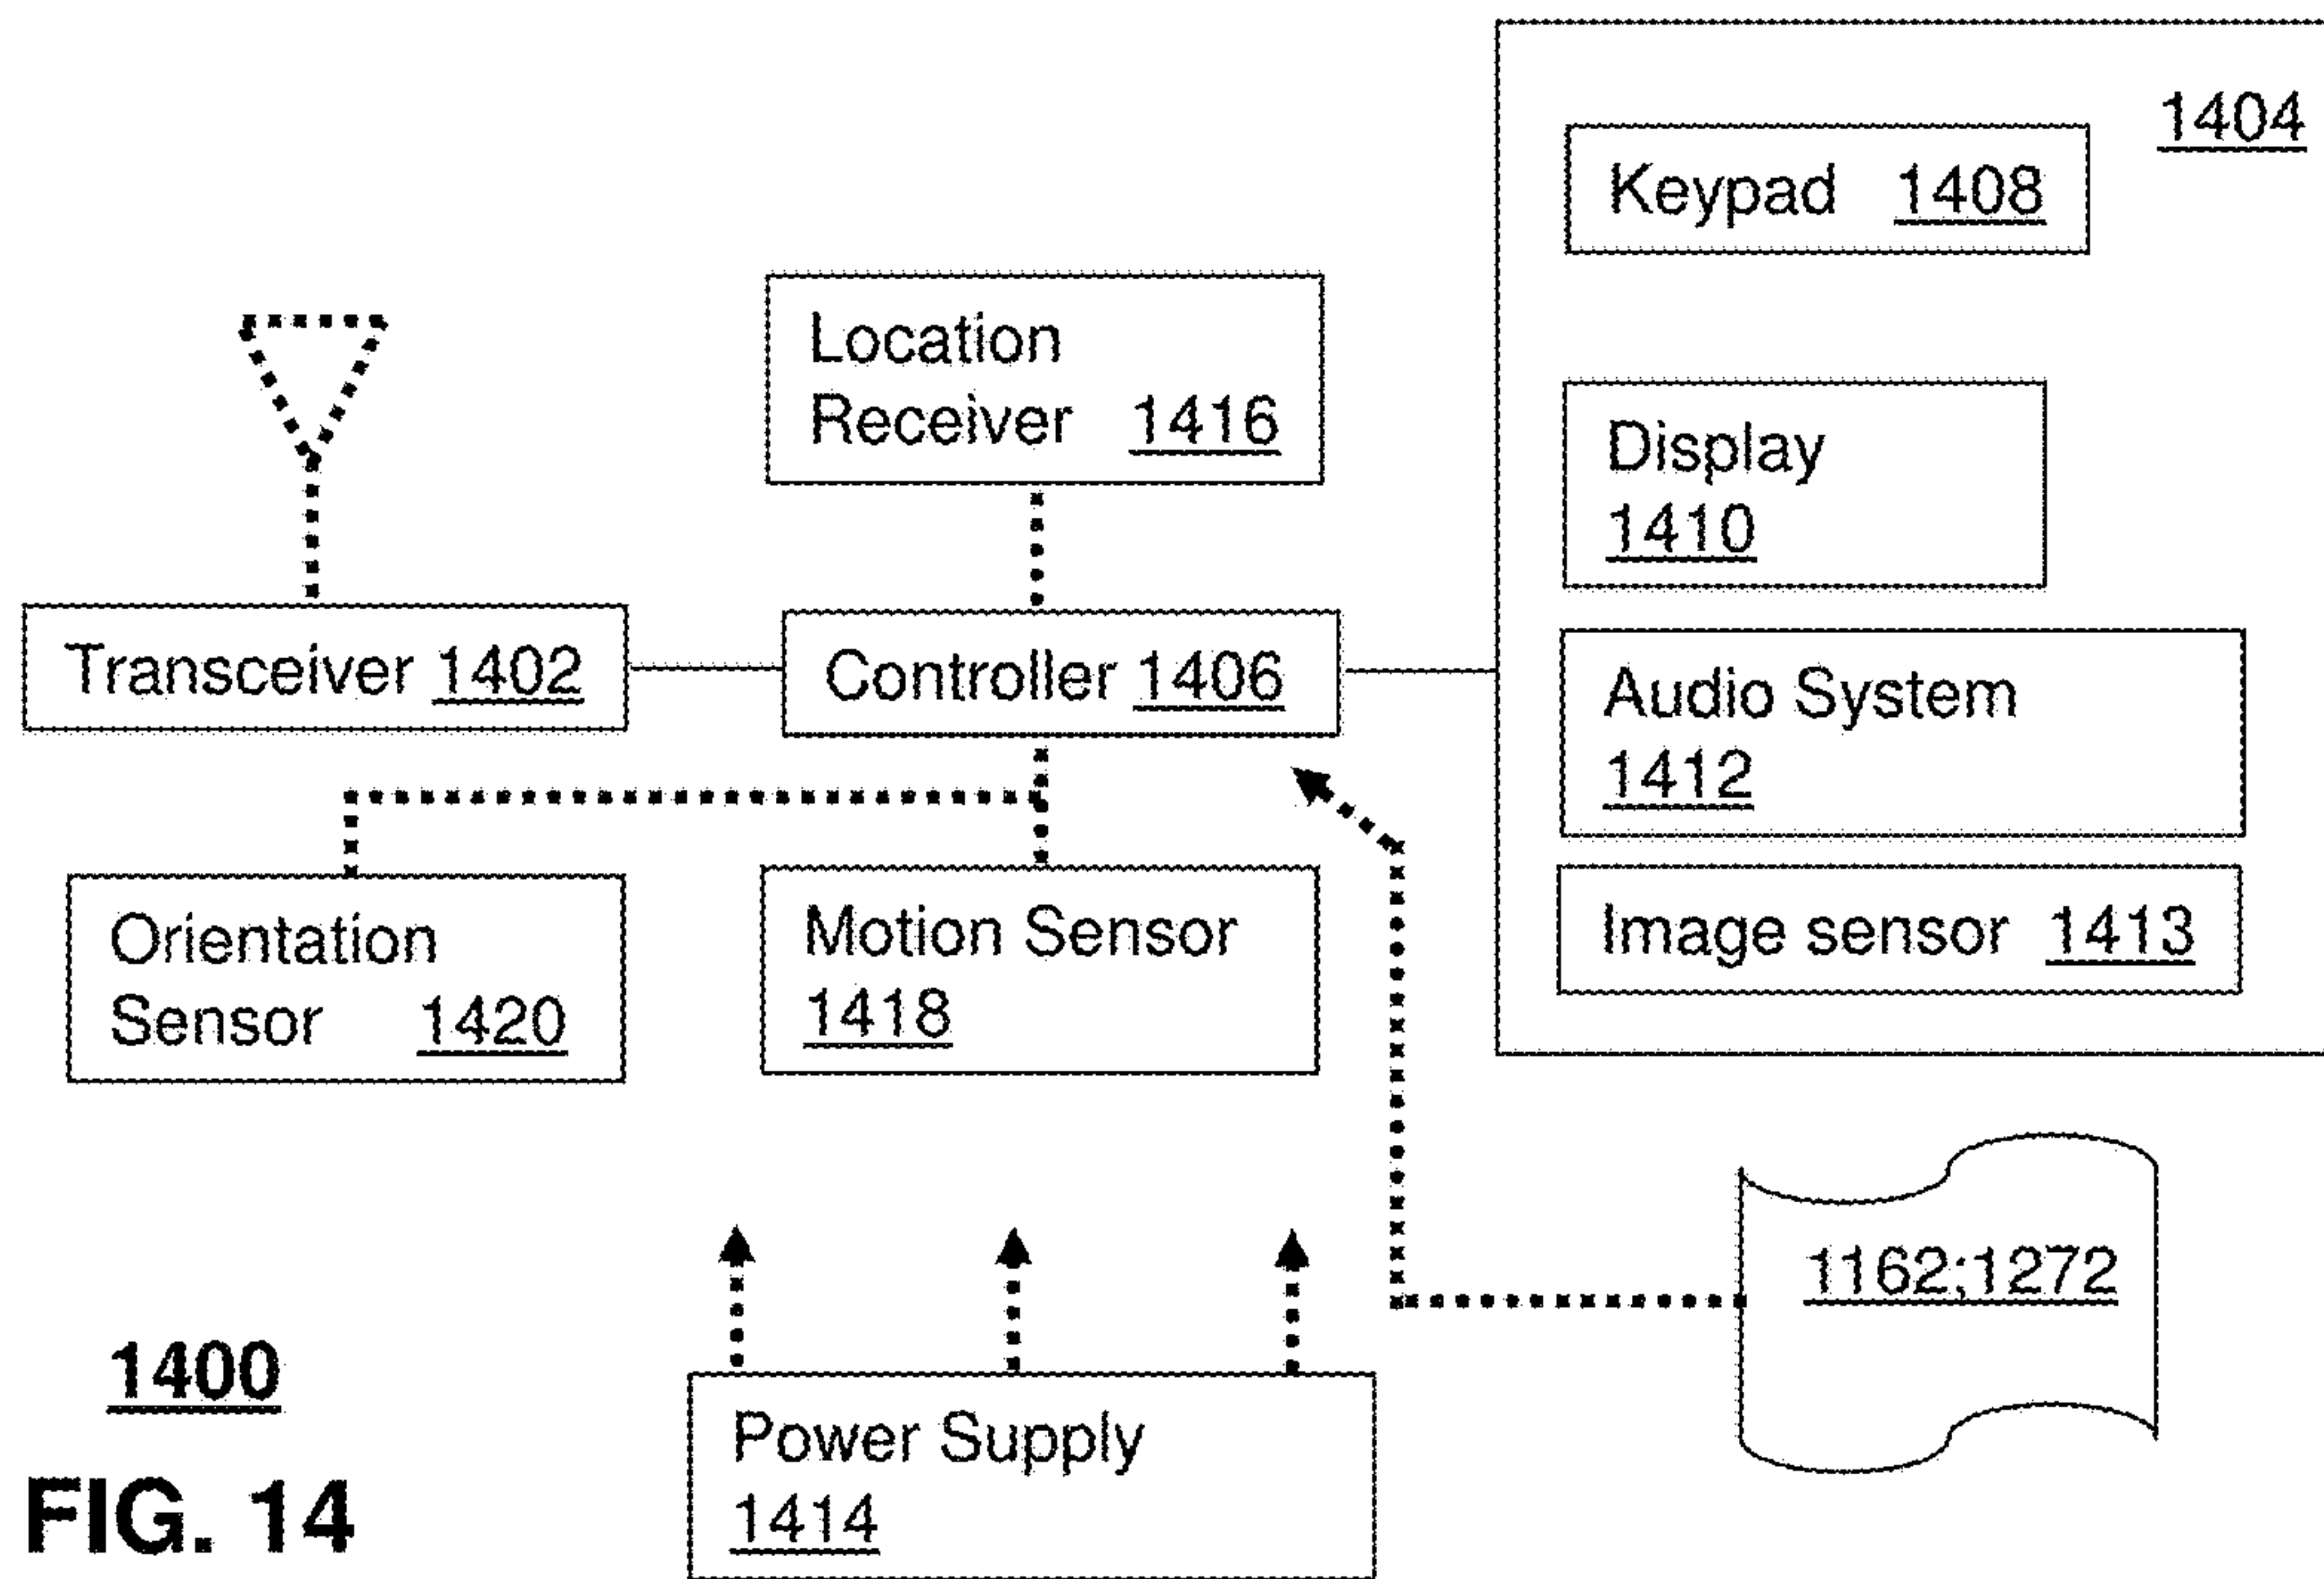 1404
Keypad 1408
Location
Receiver 1416
Display
1410
Transceiver 1402
Controller 1406
Audio System
1412
Image sensor 1413
Orientation
Sensor 1420
Motion Sensor
1418
1162;1272
Power Supply
1414
1400
FIG. 14